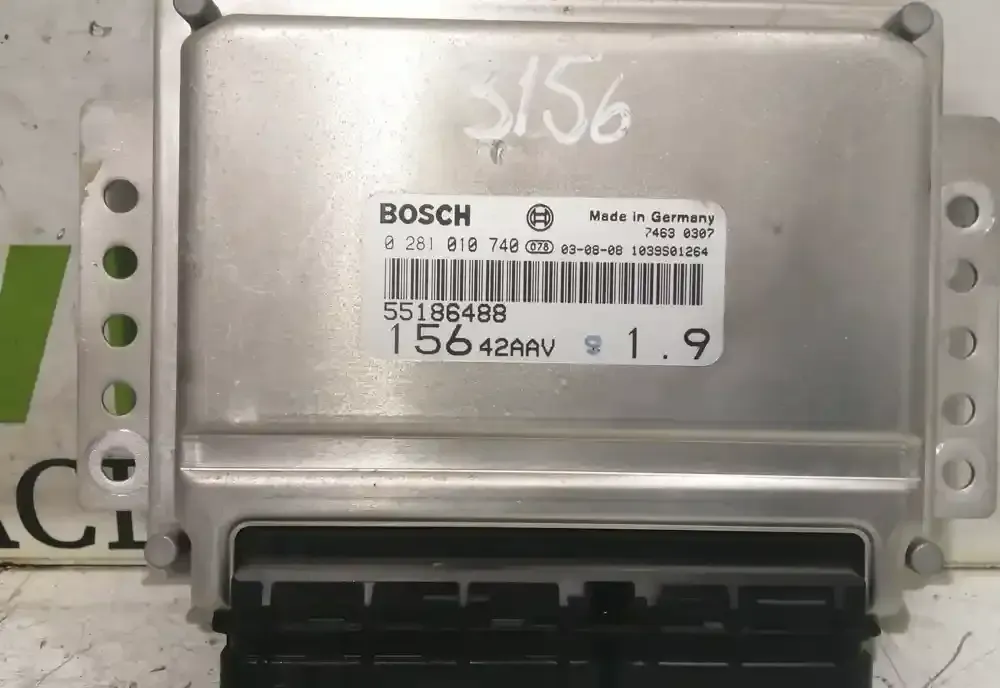 3156
BOSCH Made in Germany
7463 0307
0 281 010 740 078 03-08-08 1039S01264
55186488
156 42AAV 9 1.9